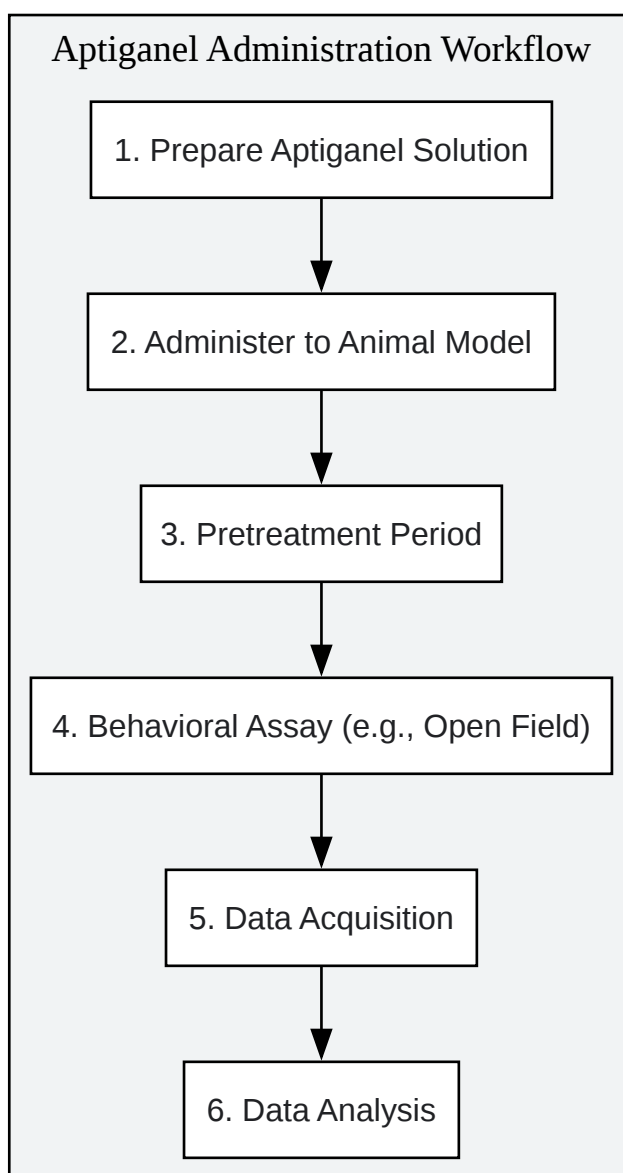 Aptiganel Administration Workflow
1. Prepare Aptiganel Solution
2. Administer to Animal Model
3. Pretreatment Period
4. Behavioral Assay (e.g., Open Field)
5. Data Acquisition
6. Data Analysis